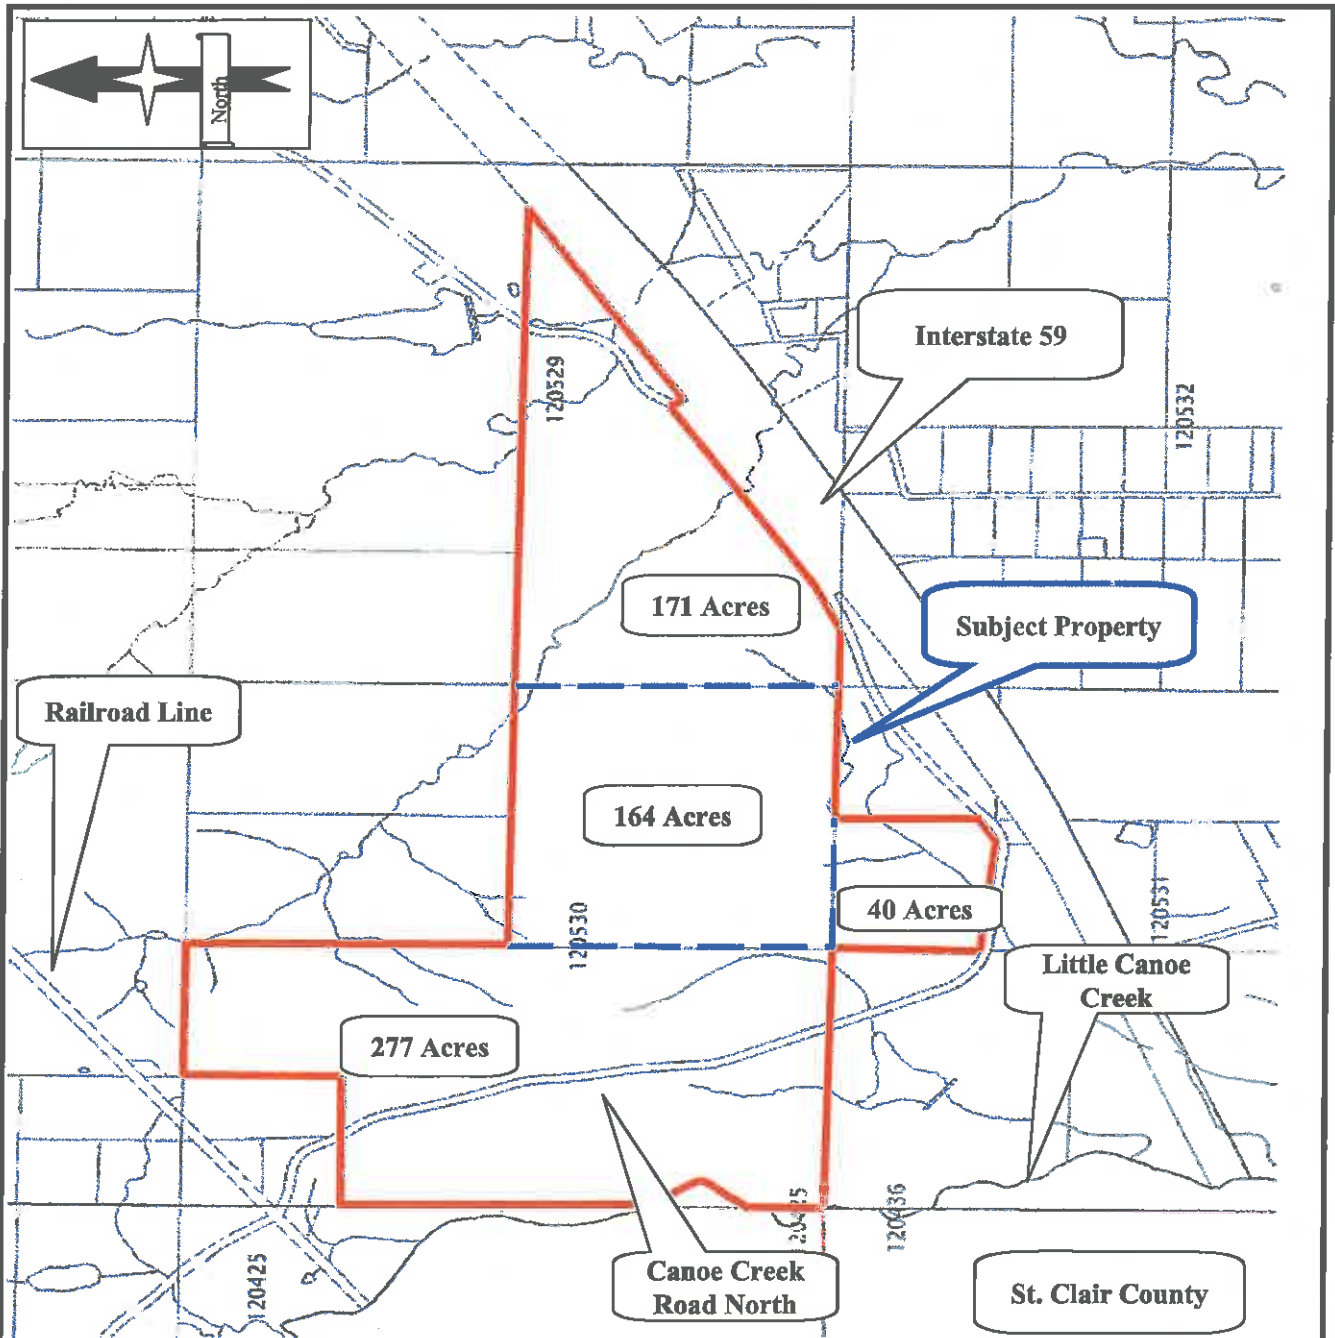 North
Interstate 59
120529
120532
171 Acres
Subject Property
Railroad Line
164 Acres
40 Acres
120530
120531
Little Canoe
Creek
277 Acres
120436
120425
Canoe Creek
Road North
St. Clair County